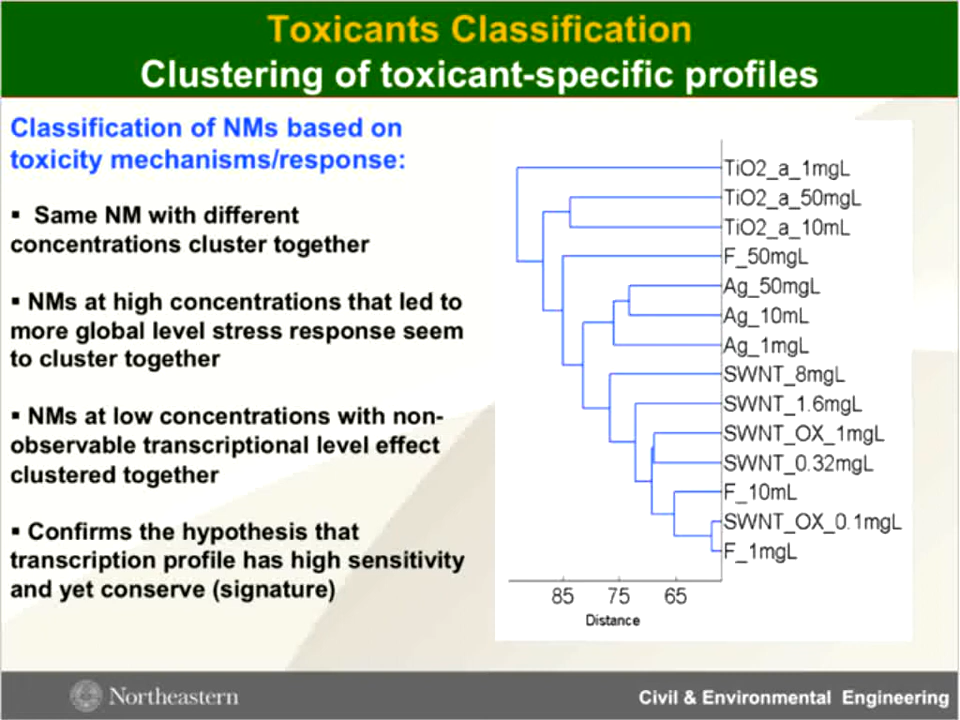 Toxicants Classification
Clustering of toxicant-specific profiles
Classification of NMs based on
toxicity mechanisms/response:
▪ Same NM with different
concentrations cluster together
▪ NMs at high concentrations that led to
more global level stress response seem
to cluster together
▪ NMs at low concentrations with non-
observable transcriptional level effect
clustered together
▪ Confirms the hypothesis that
transcription profile has high sensitivity
and yet conserve (signature)
TiO2_a_1mgL
TiO2_a_50mgL
TiO2_a_10mL
F_50mgL
Ag_50mgL
Ag_10mL
Ag_1mgL
SWNT_8mgL
SWNT_1.6mgL
SWNT_OX_1mgL
SWNT_0.32mgL
F_10mL
SWNT_OX_0.1mgL
F_1mgL
85 75 65
Distance
Northeastern
Civil & Environmental Engineering